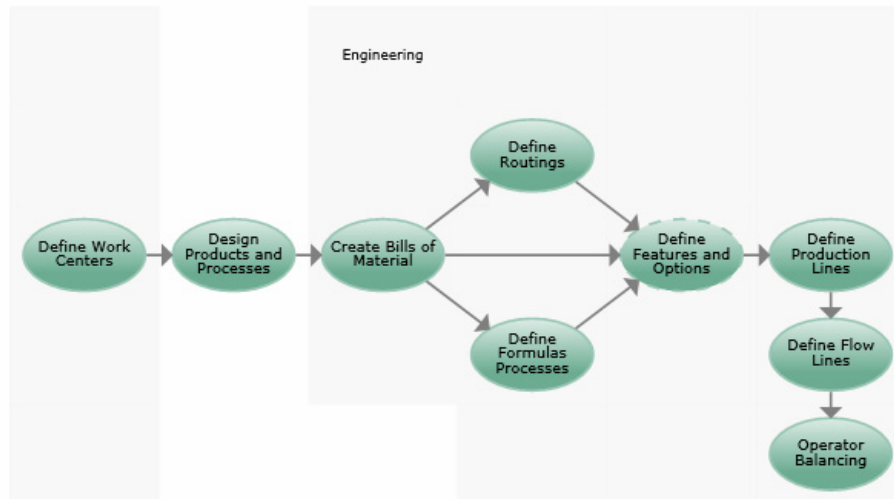 Engineering
Define
Routings
Define Work
Centers
Design
Products and
Processes
Create Bills of
Material
Define
Features and
Options
Define
Production
Lines
Define
Formulas
Processes
Define Flow
Lines
Operator
Balancing